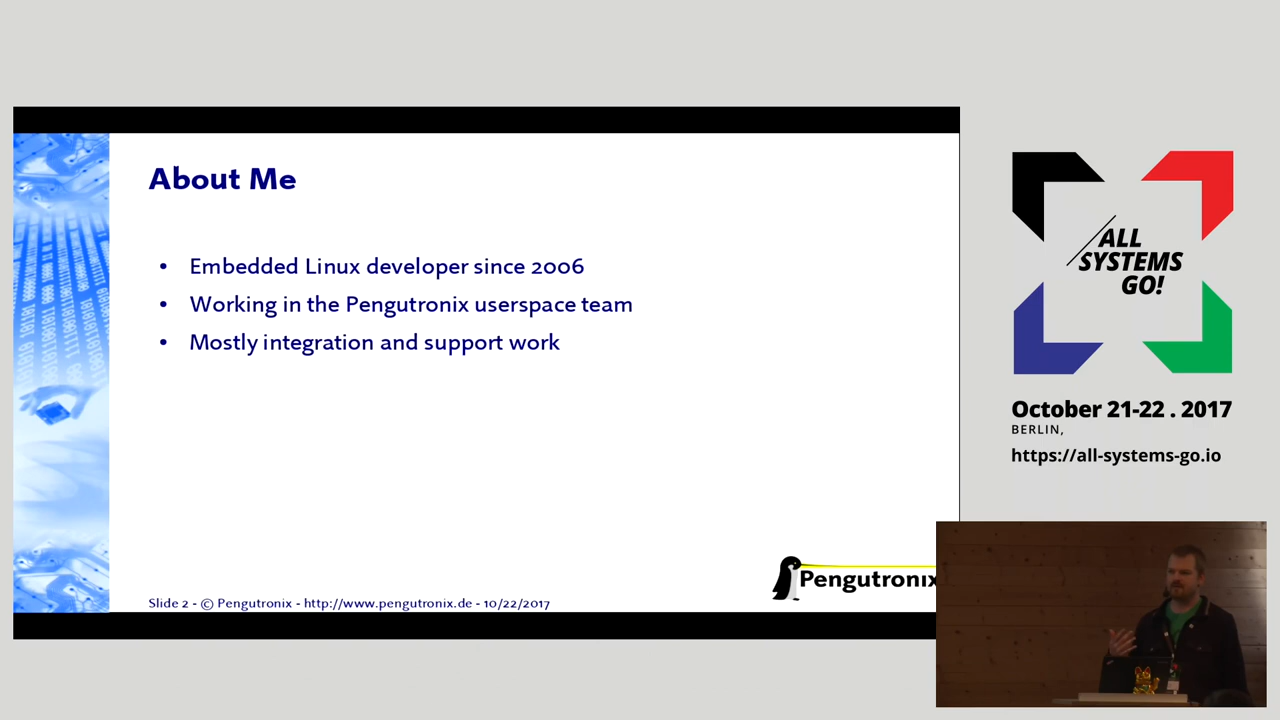 About Me
• Embedded Linux developer since 2006
• Working in the Pengutronix userspace team
• Mostly integration and support work
Pengutronix
Slide 2 - © Pengutronix - http://www.pengutronix.de - 10/22/2017
ALL
SYSTEMS
GO!
October 21-22 . 2017
BERLIN,
https://all-systems-go.io